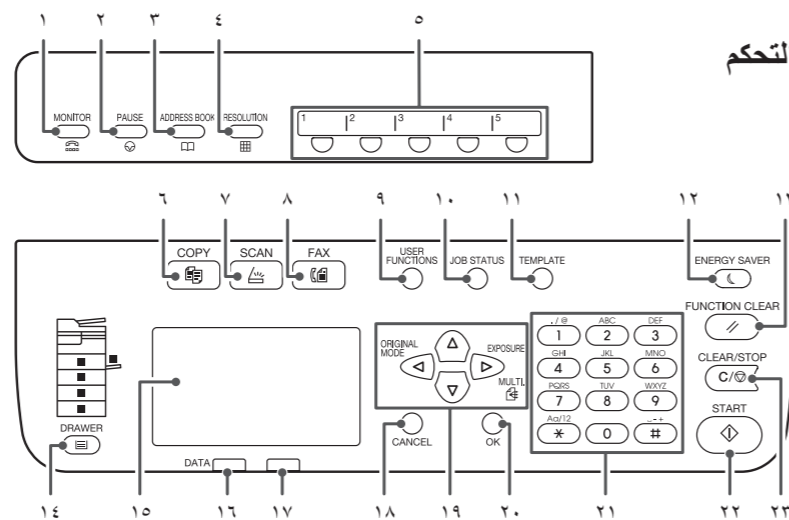 لتحكم
١ ٢ ٣ ٤ ٥
MONITOR PAUSE ADDRESS BOOK RESOLUTION 1 2 3 4 5
٦ ٧ ٨ ٩ ١٠ ١١ ١٢
COPY SCAN FAX USER FUNCTIONS JOB STATUS TEMPLATE ENERGY SAVER
FUNCTION CLEAR
ORIGINAL MODE EXPOSURE
MULTI.
. / @ ABC DEF
1 2 3
GHI JKL MNO
4 5 6
PQRS TUV WXYZ
7 8 9
Aa/12 _ - +
* 0 #
CLEAR/STOP
C/
START
DRAWER
CANCEL OK
DATA
١٤ ١٥ ١٦ ١٧ ١٨ ١٩ ٢٠ ٢١ ٢٢ ٢٣